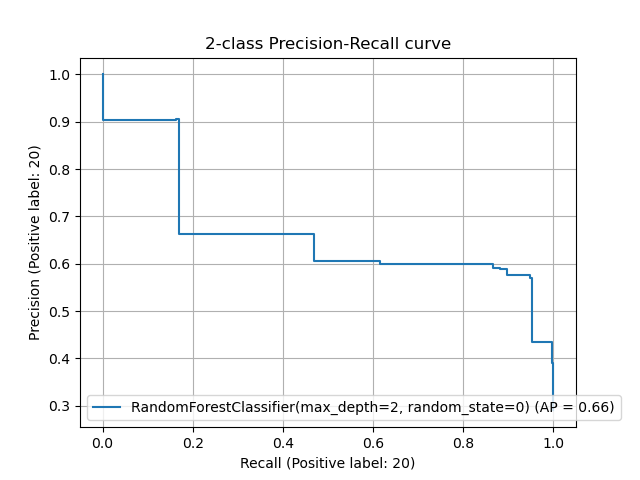 2-class Precision-Recall curve
1.0
0.9
0.8
0.7
0.6
0.5
0.4
0.3
Precision (Positive label: 20)
RandomForestClassifier(max_depth=2, random_state=0) (AP = 0.66)
0.0 0.2 0.4 0.6 0.8 1.0
Recall (Positive label: 20)